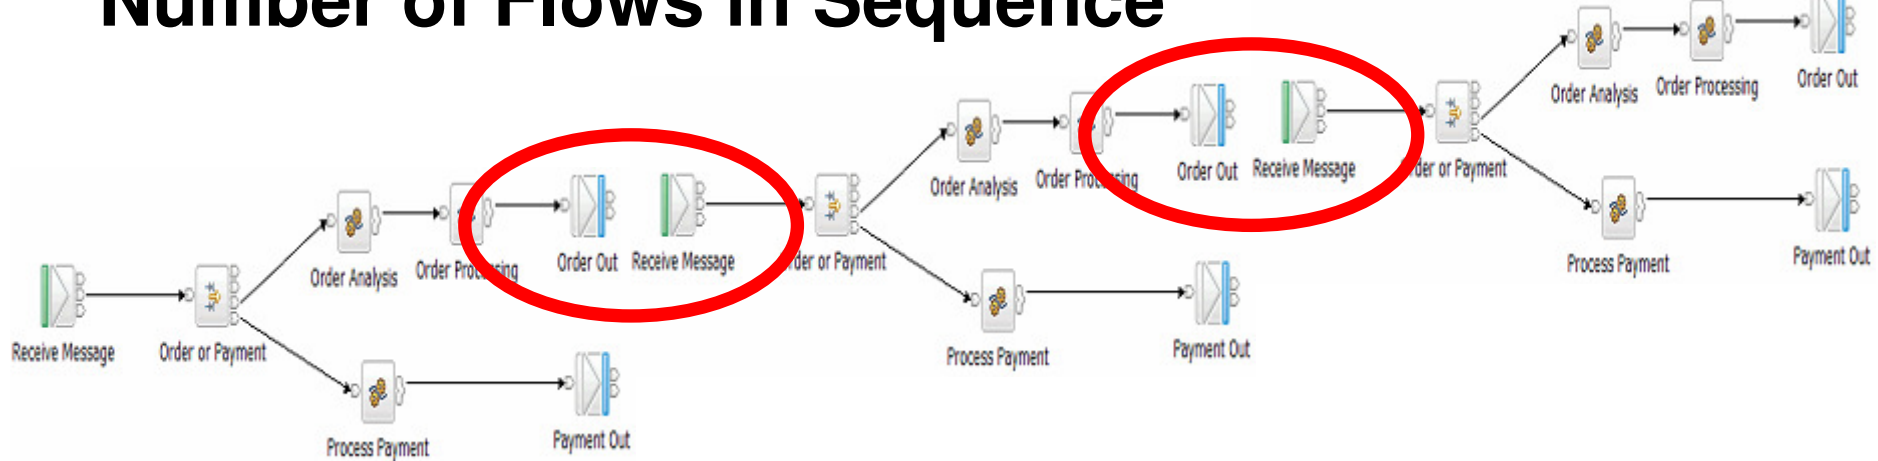 Number of Flows in Sequence
Order Analysis
Order Processing
Order Out
Order Analysis
Order Processing
Order Out
Receive Message
Order or Payment
Order Analysis
Order Processing
Order Out
Receive Message
Order or Payment
Process Payment
Payment Out
Receive Message
Order or Payment
Process Payment
Payment Out
Process Payment
Payment Out